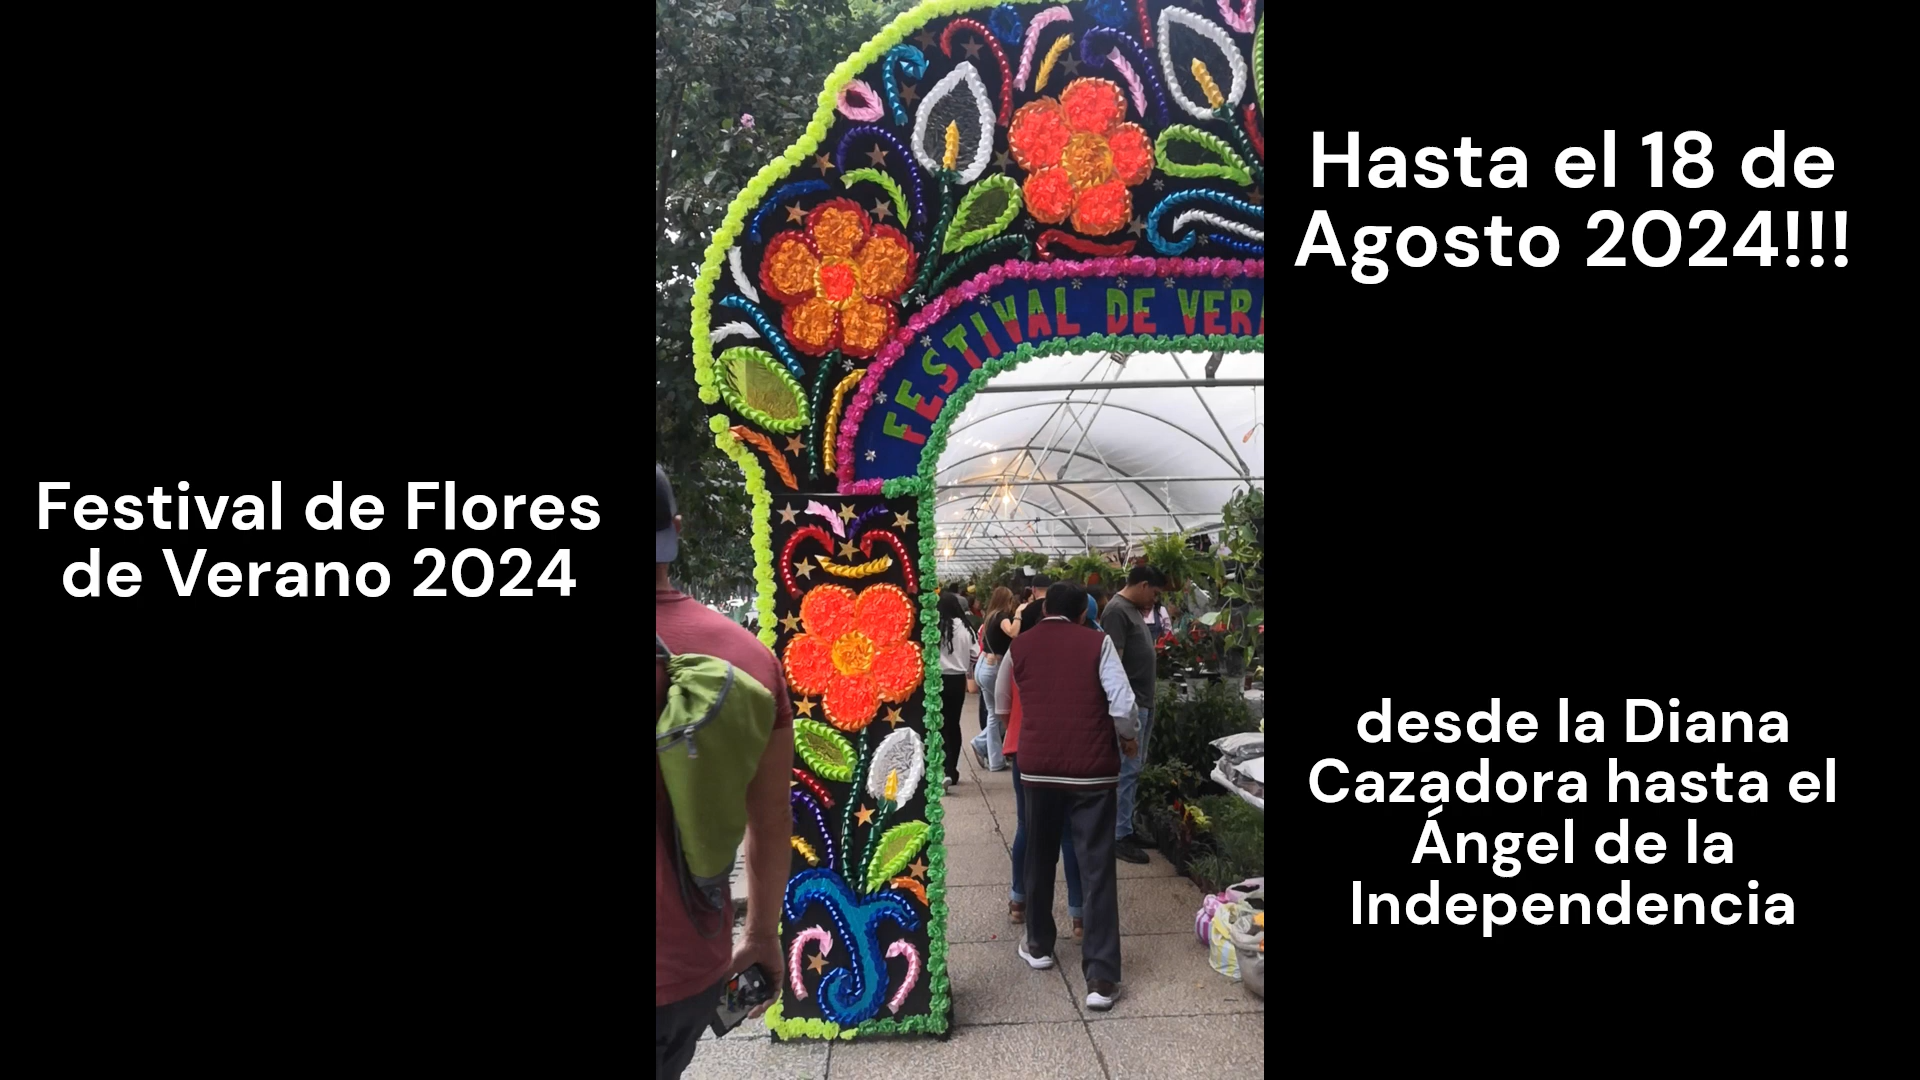 Festival de Flores
de Verano 2024
FESTIVAL DE VERA
Hasta el 18 de
Agosto 2024!!!
desde la Diana
Cazadora hasta el
Ángel de la
Independencia